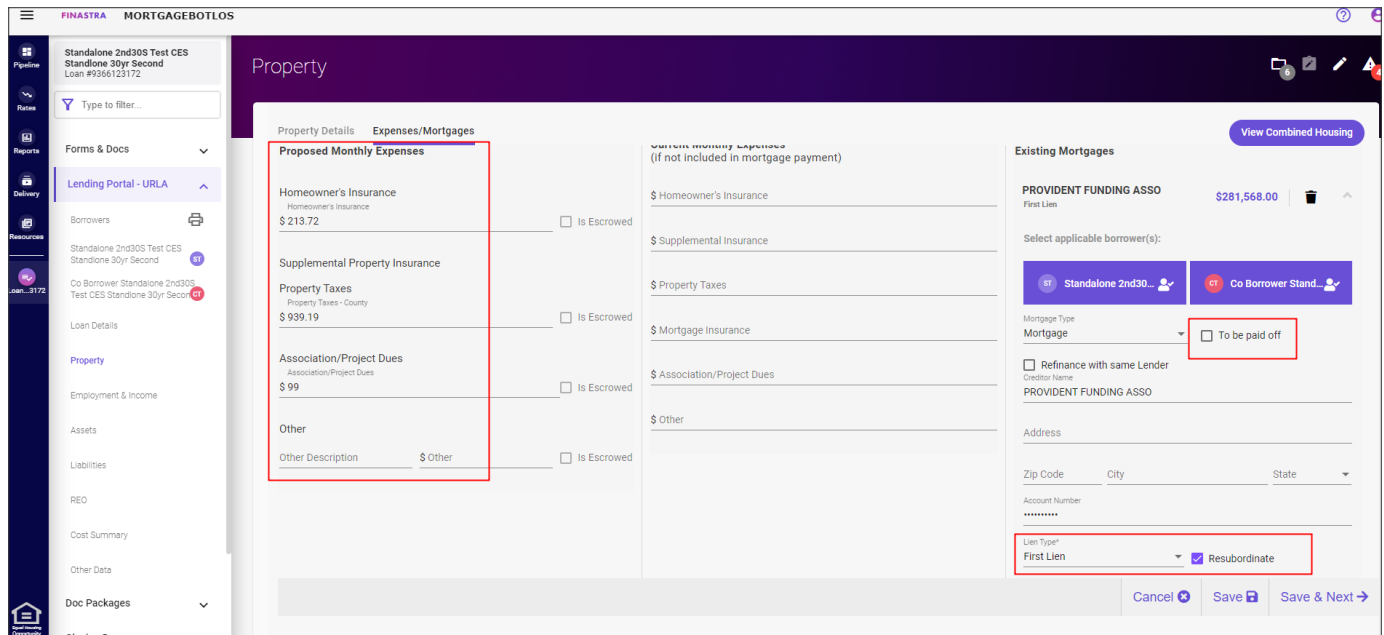 FINASTRA MORTGAGEBOTLOS
Pipeline
Rates
Reports
Delivery
Resources
Loan...3172
Equal Housing
Opportunity
Standalone 2nd30S Test CES
Standlone 30yr Second
Loan #9366123172
Type to filter...
Forms & Docs
Lending Portal - URLA
Borrowers
Standalone 2nd30S Test CES
Standlone 30yr Second
ST
Co Borrower Standalone 2nd30S
Test CES Standlone 30yr Secon
CT
Loan Details
Property
Employment & Income
Assets
Liabilities
REO
Cost Summary
Other Data
Doc Packages
Property
6
4
Property Details Expenses/Mortgages
View Combined Housing
Proposed Monthly Expenses
Homeowner's Insurance
Homeowner's Insurance
$ 213.72
Is Escrowed
Supplemental Property Insurance
Property Taxes
Property Taxes - County
$ 939.19
Is Escrowed
Association/Project Dues
Association/Project Dues
$ 99
Is Escrowed
Other
Other Description $ Other
Is Escrowed
Current Monthly Expenses
(if not included in mortgage payment)
$ Homeowner's Insurance
$ Supplemental Insurance
$ Property Taxes
$ Mortgage Insurance
$ Association/Project Dues
$ Other
Existing Mortgages
PROVIDENT FUNDING ASSO
First Lien
$281,568.00
Select applicable borrower(s):
ST Standalone 2nd30...
CT Co Borrower Stand...
Mortgage Type
Mortgage
To be paid off
Refinance with same Lender
Creditor Name
PROVIDENT FUNDING ASSO
Address
Zip Code City State
Account Number
••••••••••
Lien Type*
First Lien
Resubordinate
Cancel Save Save & Next